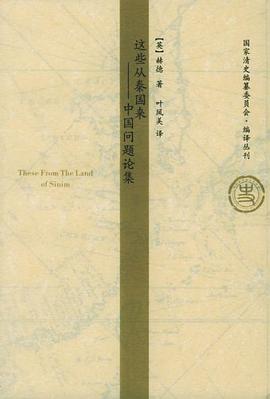 国家清史编纂委员会·编译丛刊
［英］赫德 著
叶凤美 译
这些从秦国来
——中国问题论集
These From The Land
of Sinim
史